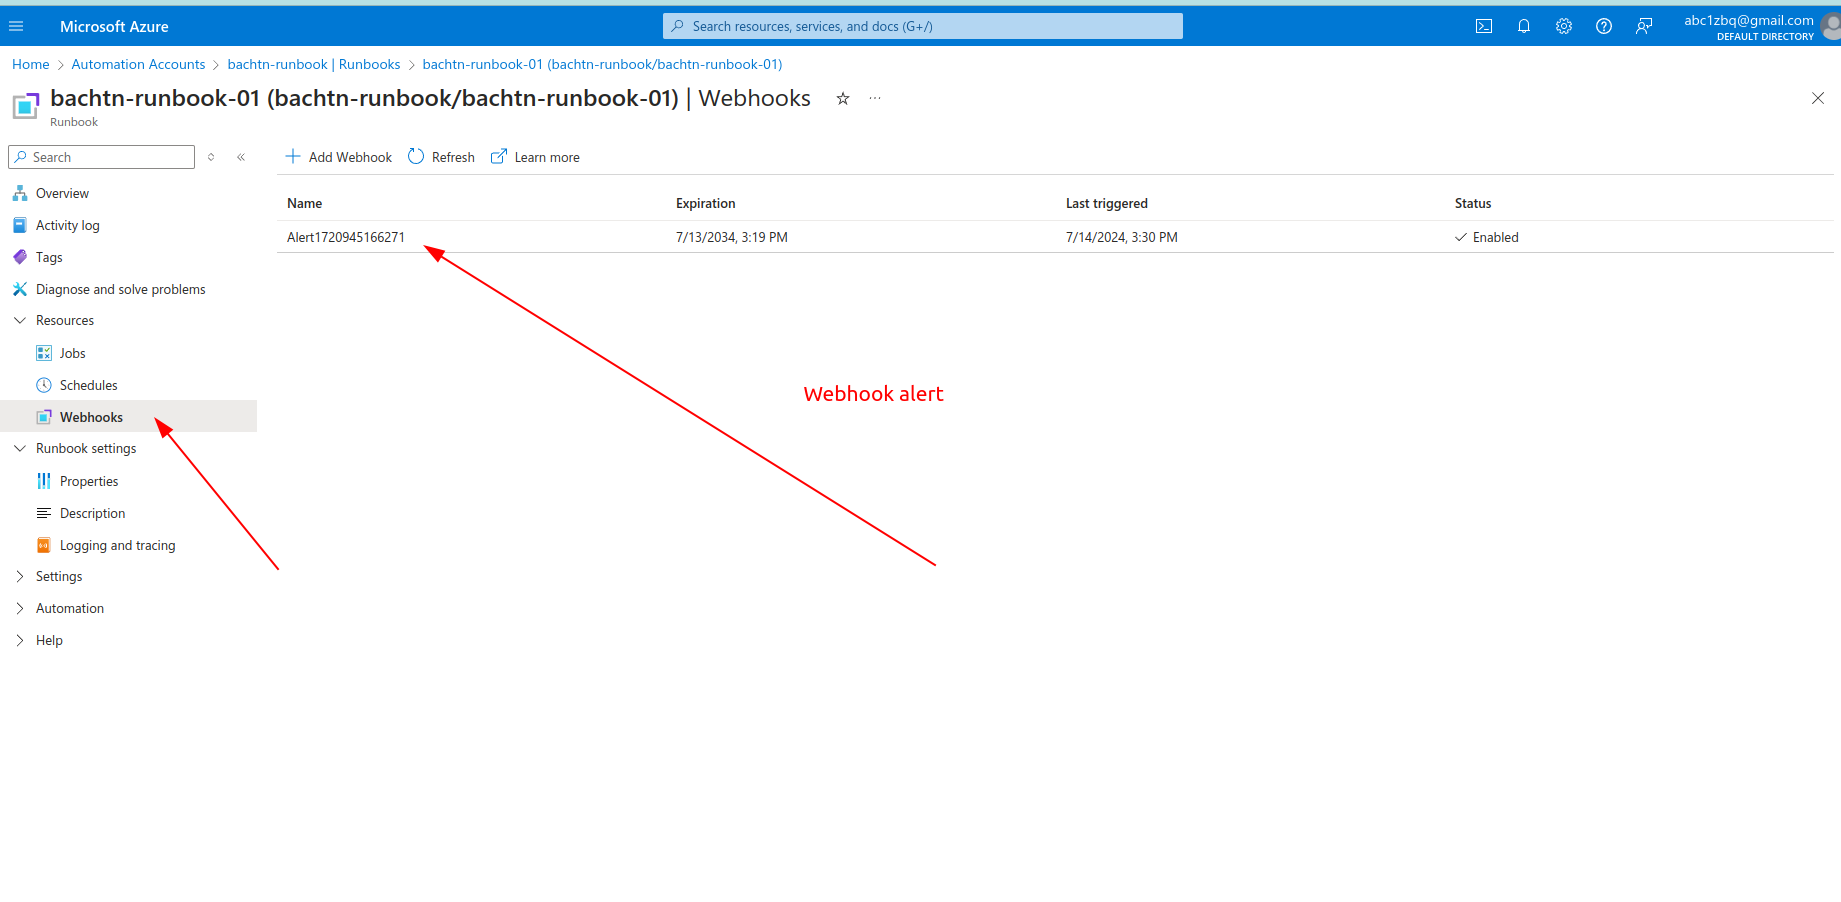 Microsoft Azure
Search resources, services, and docs (G+/)
abc1zbq@gmail.com
DEFAULT DIRECTORY
Home > Automation Accounts > bachtn-runbook | Runbooks > bachtn-runbook-01 (bachtn-runbook/bachtn-runbook-01)
bachtn-runbook-01 (bachtn-runbook/bachtn-runbook-01) | Webhooks
Runbook
Search
Add Webhook Refresh Learn more
Overview
Activity log
Tags
Diagnose and solve problems
Resources
Jobs
Schedules
Webhooks
Runbook settings
Properties
Description
Logging and tracing
Settings
Automation
Help
Name Expiration Last triggered Status
Alert1720945166271 7/13/2034, 3:19 PM 7/14/2024, 3:30 PM Enabled
Webhook alert